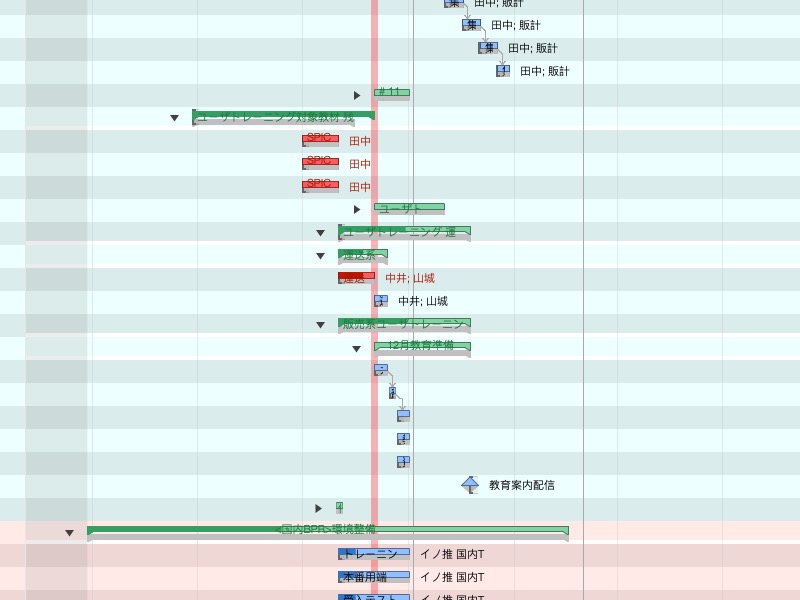 集 田中; 販計
集 田中; 販計
集 田中; 販計
田中; 販計
# 11
ユーザトレーニング対象教材 残
SPIC 田中
SPIC 田中
SPIC 田中
ユーザト
ユーザトレーニング 運
運送系
運送 中井; 山城
中井; 山城
販売系ユーザトレーニン
12月教育準備
教育案内配信
<国内BPR>環境整備
トレーニン イノ推 国内T
本番用端 イノ推 国内T
受入テスト イノ推 国内T